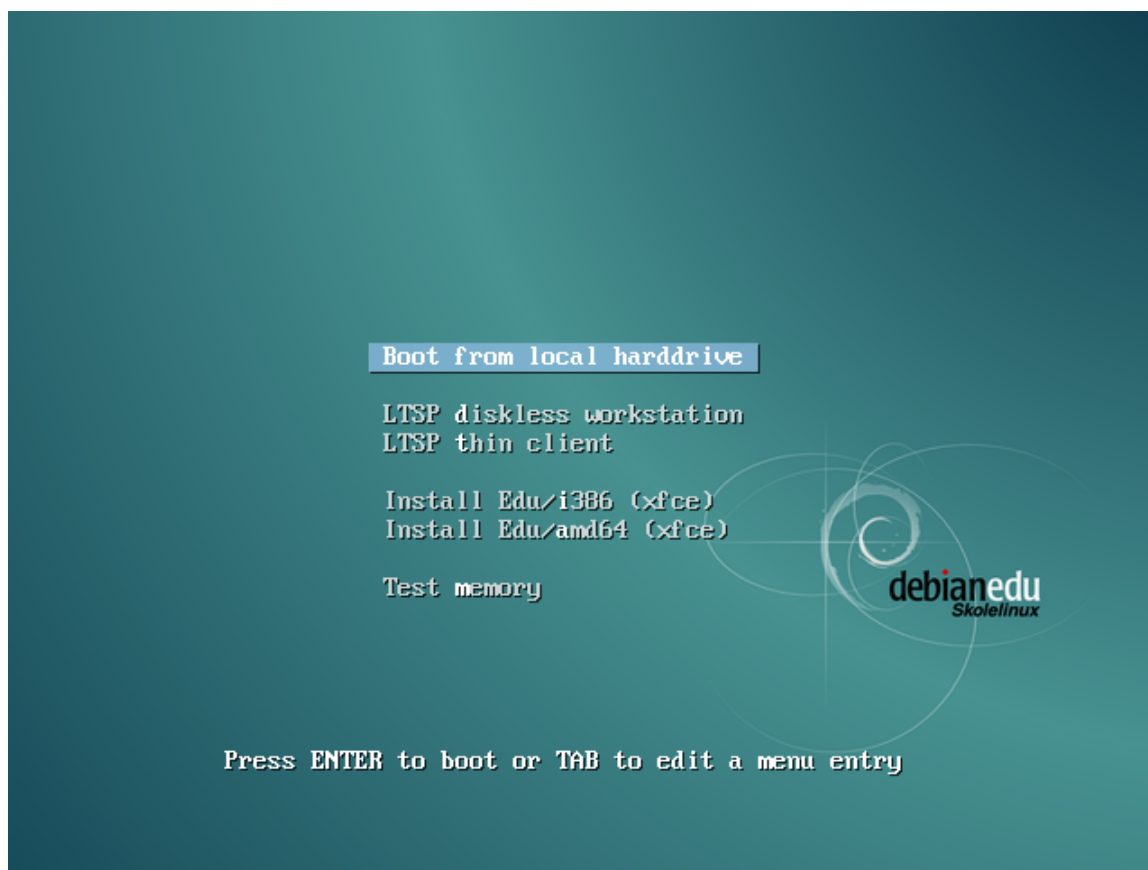 Boot from local harddrive
LTSP diskless workstation
LTSP thin client
Install Edu/i386 (xfce)
Install Edu/amd64 (xfce)
Test memory
debianedu
Skolelinux
Press ENTER to boot or TAB to edit a menu entry